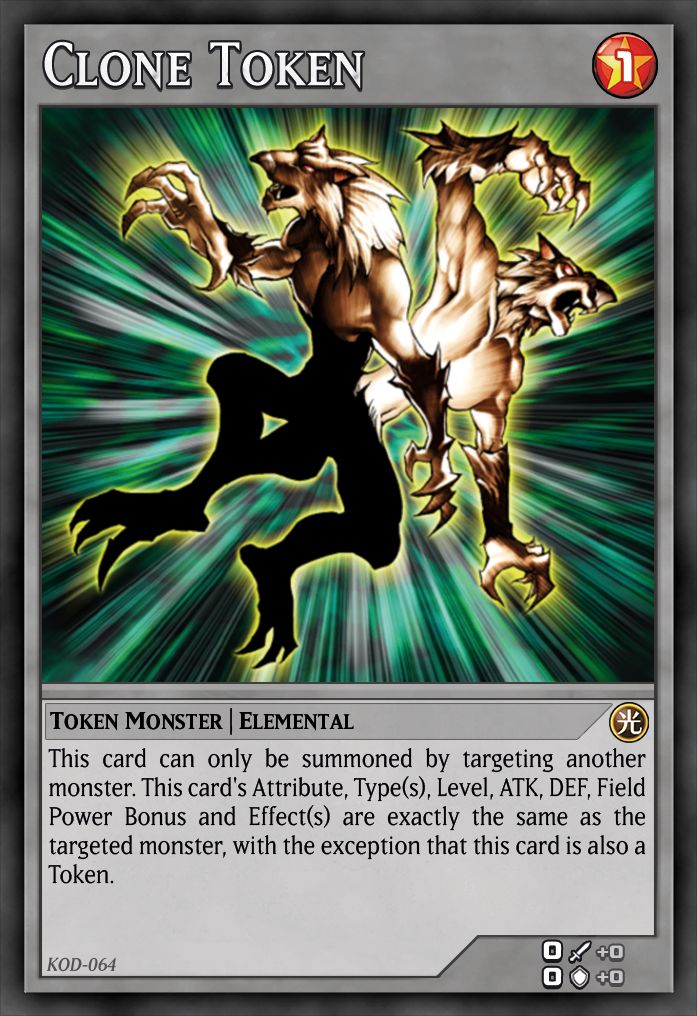 CLONE TOKEN
1
TOKEN MONSTER | ELEMENTAL
光
This card can only be summoned by targeting another
monster. This card's Attribute, Type(s), Level, ATK, DEF, Field
Power Bonus and Effect(s) are exactly the same as the
targeted monster, with the exception that this card is also a
Token.
KOD-064
0 +0
0 +0